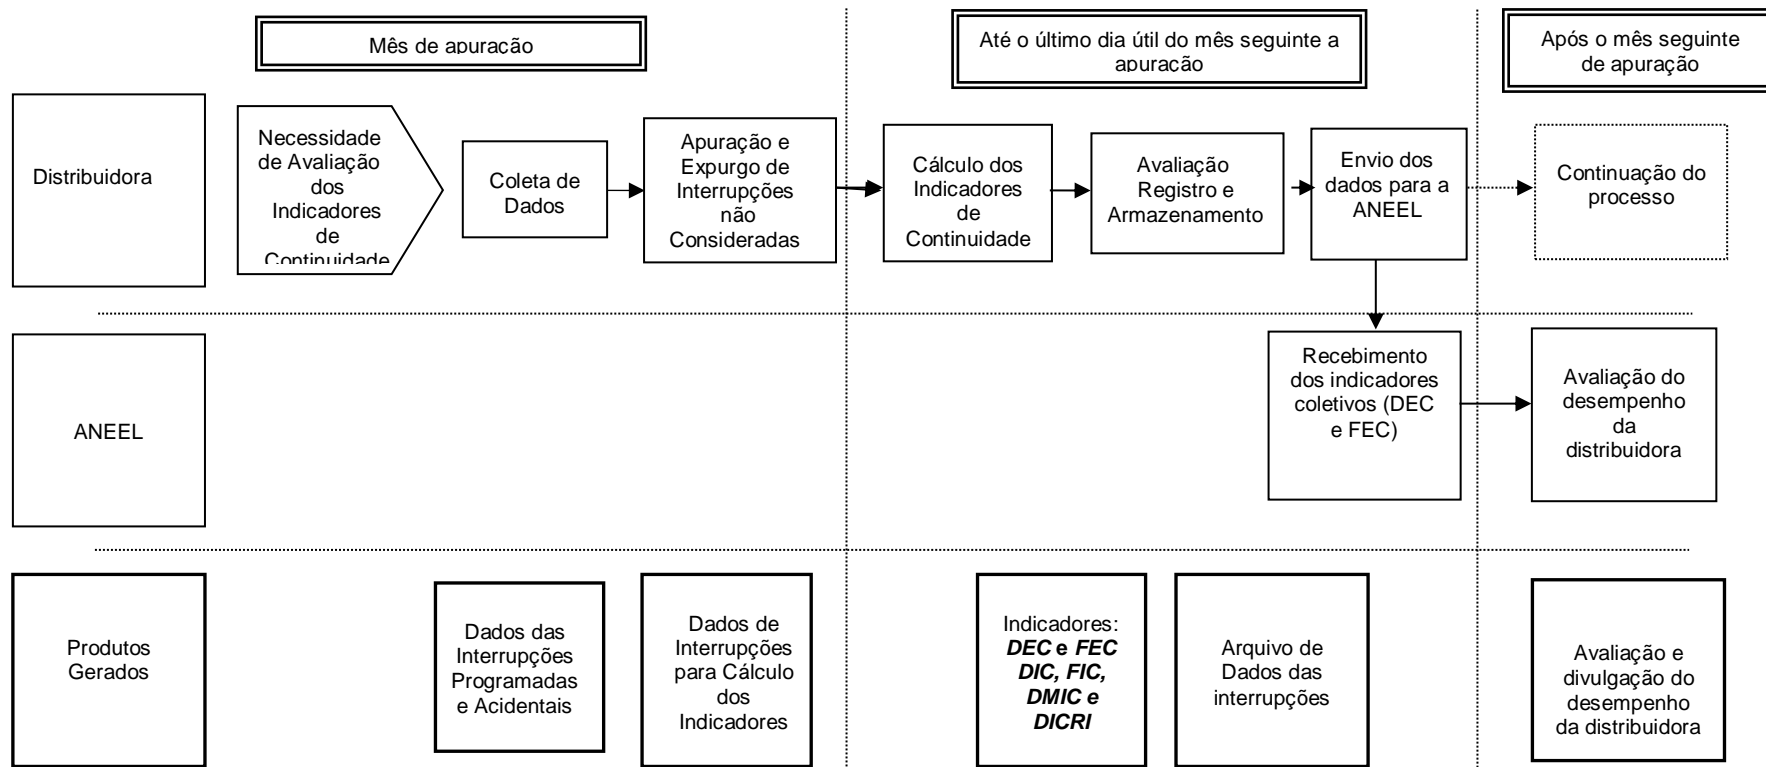 Mês de apuração
Até o último dia útil do mês seguinte a
apuração
Após o mês seguinte
de apuração
Distribuidora
Necessidade
de Avaliação
dos
Indicadores
de
Continuidade
Coleta de
Dados
Apuração e
Expurgo de
Interrupções
não
Consideradas
Cálculo dos
Indicadores
de
Continuidade
Avaliação
Registro e
Armazenamento
Envio dos
dados para a
ANEEL
Continuação do
processo
ANEEL
Recebimento
dos indicadores
coletivos (DEC
e FEC)
Avaliação do
desempenho
da
distribuidora
Produtos
Gerados
Dados das
Interrupções
Programadas
e Acidentais
Dados de
Interrupções
para Cálculo
dos
Indicadores
Indicadores:
DEC e FEC
DIC, FIC,
DMIC e
DICRI
Arquivo de
Dados das
interrupções
Avaliação e
divulgação do
desempenho
da distribuidora